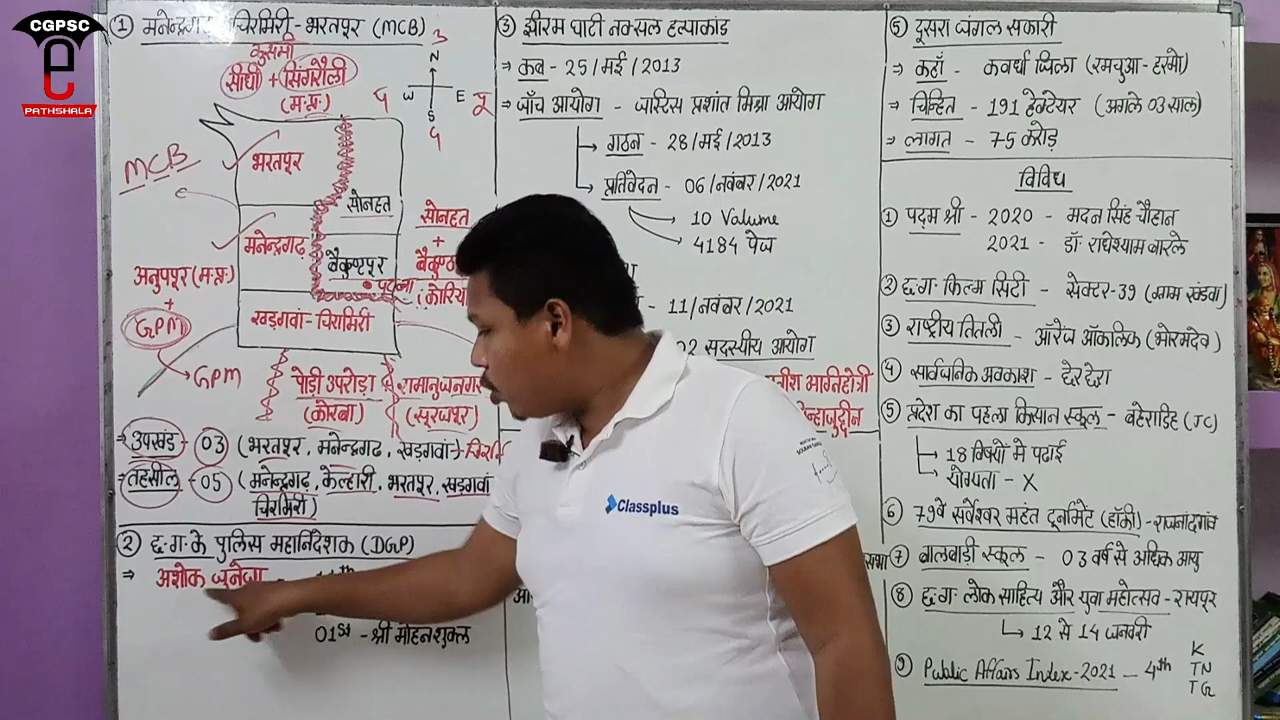 CGPSC
e
PATHSHALA
① मनेन्द्रगढ़ चिरमिरी-भरतपुर (MCB)
कुसमी
सीधी + सिंगरौली
(म.प्र.)
N
W E
S
MCB
भरतपुर
सोनहत
मनेन्द्रगढ़
बैकुण्ठपुर
सोनहत
+
अनुपपुर (म.प्र.)
+
GPM
GPM
खड़गवां-चिरमिरी
पोड़ी उपरोड़ा
(कोरबा)
रामानुजनगर
(सूरजपुर)
⇒ उपखंड - 03 (भरतपुर, मनेन्द्रगढ़, खड़गवां
⇒ तहसील - 05 (मनेन्द्रगढ़, केल्हारी, भरतपुर, खड़गवां
चिरमिरी)
② छ.ग. के पुलिस महानिदेशक (DGP)
⇒ अशोक जुनेजा
01st - श्री मोहन शुक्ल
③ झीरम घाटी नक्सल हत्याकांड
⇒ कब - 25/मई/2013
⇒ जाँच आयोग - जास्टिस प्रशांत मिश्रा आयोग
→ गठन - 28/मई/2013
→ प्रतिवेदन - 06/नवंबर/2021
10 Volume
4184 पेज
- 11/नवंबर/2021
02 सदस्यीय आयोग
अग्निहोत्री
⑤ दूसरा जंगल सफारी
⇒ कहाँ - कवर्धा जिला (रमचुआ-हरमो)
⇒ चिन्हित - 191 हेक्टेयर (अगले 03 साल)
⇒ लागत - 75 करोड़
विविध
① पद्म श्री - 2020 - मदन सिंह चौहान
2021 - डॉ राधेश्याम बारले
② छ.ग. फिल्म सिटी - सेक्टर-39 (ग्राम खंडवा)
③ राष्ट्रीय तितली - ऑरेंज ऑकलिफ (भोरमदेव)
④ सार्वजनिक अवकाश - छेर छेरा
⑤ प्रदेश का पहला किसान स्कूल - बहेराडिह (JC)
→ 18 विषयों में पढ़ाई
→ योग्यता - X
⑥ 79वें सर्वेश्वर महंत टूर्नामेंट (हॉकी) - राजनांदगांव
⑦ बालवाड़ी स्कूल - 03 वर्ष से अधिक आयु
⑧ छ.ग. लोक साहित्य और युवा महोत्सव - रायपुर
→ 12 से 14 जनवरी
⑨ Public Affairs Index-2021 - 4th
K
TN
TG
Classplus